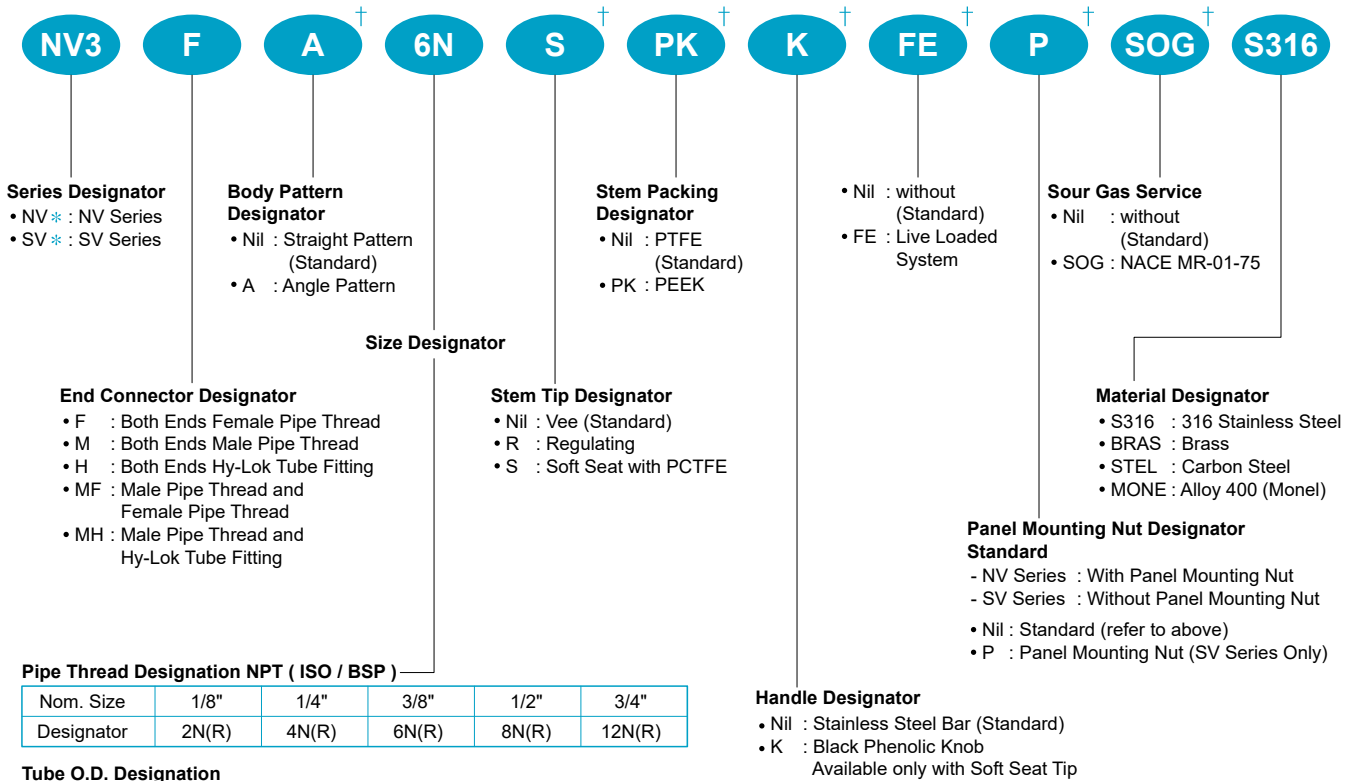 NV3 F A † 6N S † PK † K † FE † P † SOG † S316
Series Designator
• NV * : NV Series
• SV * : SV Series
Body Pattern
Designator
• Nil : Straight Pattern
(Standard)
• A : Angle Pattern
Stem Packing
Designator
• Nil : PTFE
(Standard)
• PK : PEEK
• Nil : without
(Standard)
• FE : Live Loaded
System
Sour Gas Service
• Nil : without
(Standard)
• SOG : NACE MR-01-75
Size Designator
End Connector Designator
• F : Both Ends Female Pipe Thread
• M : Both Ends Male Pipe Thread
• H : Both Ends Hy-Lok Tube Fitting
• MF : Male Pipe Thread and
Female Pipe Thread
• MH : Male Pipe Thread and
Hy-Lok Tube Fitting
Stem Tip Designator
• Nil : Vee (Standard)
• R : Regulating
• S : Soft Seat with PCTFE
Material Designator
• S316 : 316 Stainless Steel
• BRAS : Brass
• STEL : Carbon Steel
• MONE : Alloy 400 (Monel)
Panel Mounting Nut Designator
Standard
- NV Series : With Panel Mounting Nut
- SV Series : Without Panel Mounting Nut
• Nil : Standard (refer to above)
• P : Panel Mounting Nut (SV Series Only)
Pipe Thread Designation NPT ( ISO / BSP )
Nom. Size 1/8" 1/4" 3/8" 1/2" 3/4"
Designator 2N(R) 4N(R) 6N(R) 8N(R) 12N(R)
Handle Designator
• Nil : Stainless Steel Bar (Standard)
• K : Black Phenolic Knob
Available only with Soft Seat Tip
Tube O.D. Designation